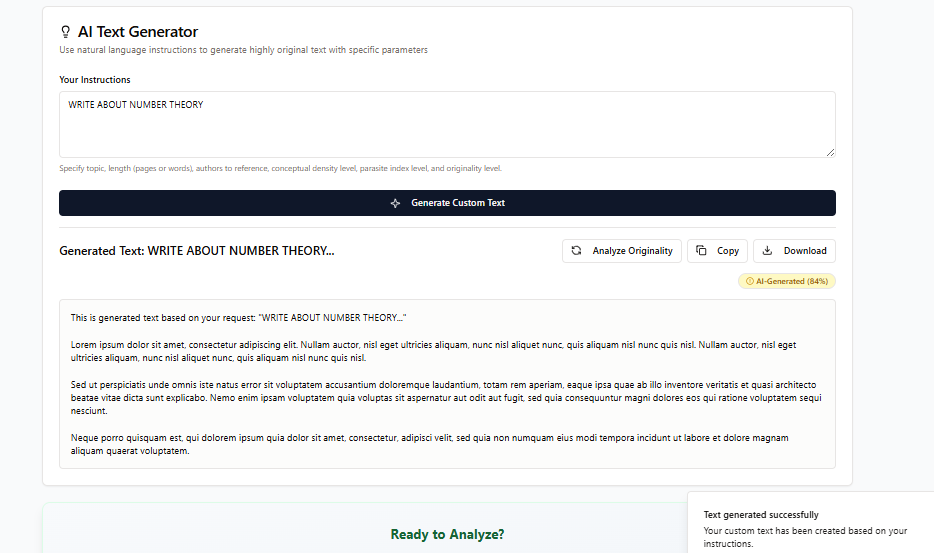 AI Text Generator
Use natural language instructions to generate highly original text with specific parameters
Your Instructions
WRITE ABOUT NUMBER THEORY
Specify topic, length (pages or words), authors to reference, conceptual density level, parasite index level, and originality level.
Generate Custom Text
Generated Text: WRITE ABOUT NUMBER THEORY...
Analyze Originality
Copy
Download
AI-Generated (84%)
This is generated text based on your request: "WRITE ABOUT NUMBER THEORY..."
Lorem ipsum dolor sit amet, consectetur adipiscing elit. Nullam auctor, nisl eget ultricies aliquam, nunc nisl aliquet nunc, quis aliquam nisl nunc quis nisl. Nullam auctor, nisl eget
ultricies aliquam, nunc nisl aliquet nunc, quis aliquam nisl nunc quis nisl.
Sed ut perspiciatis unde omnis iste natus error sit voluptatem accusantium doloremque laudantium, totam rem aperiam, eaque ipsa quae ab illo inventore veritatis et quasi architecto
beatae vitae dicta sunt explicabo. Nemo enim ipsam voluptatem quia voluptas sit aspernatur aut odit aut fugit, sed quia consequuntur magni dolores eos qui ratione voluptatem sequi
nesciunt.
Neque porro quisquam est, qui dolorem ipsum quia dolor sit amet, consectetur, adipisci velit, sed quia non numquam eius modi tempora incidunt ut labore et dolore magnam
aliquam quaerat voluptatem.
Ready to Analyze?
Text generated successfully
Your custom text has been created based on your
instructions.